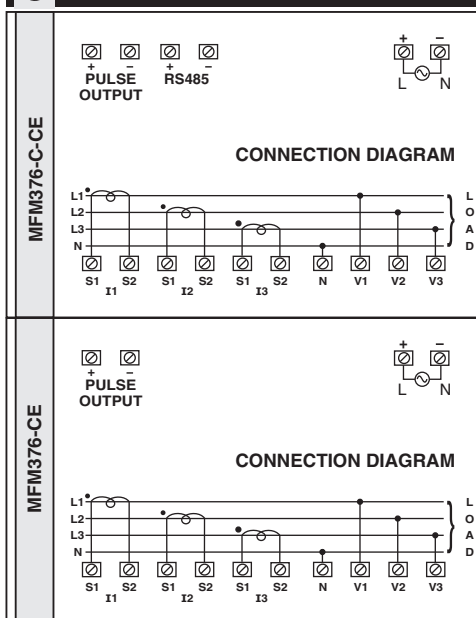 MFM376-C-CE
+ – + – + –
PULSE OUTPUT RS485 L N
CONNECTION DIAGRAM
L1 L
L2 O
L3 A
N D
S1 S2 S1 S2 S1 S2 N V1 V2 V3
I1 I2 I3
MFM376-CE
+ – + –
PULSE OUTPUT L N
CONNECTION DIAGRAM
L1 L
L2 O
L3 A
N D
S1 S2 S1 S2 S1 S2 N V1 V2 V3
I1 I2 I3